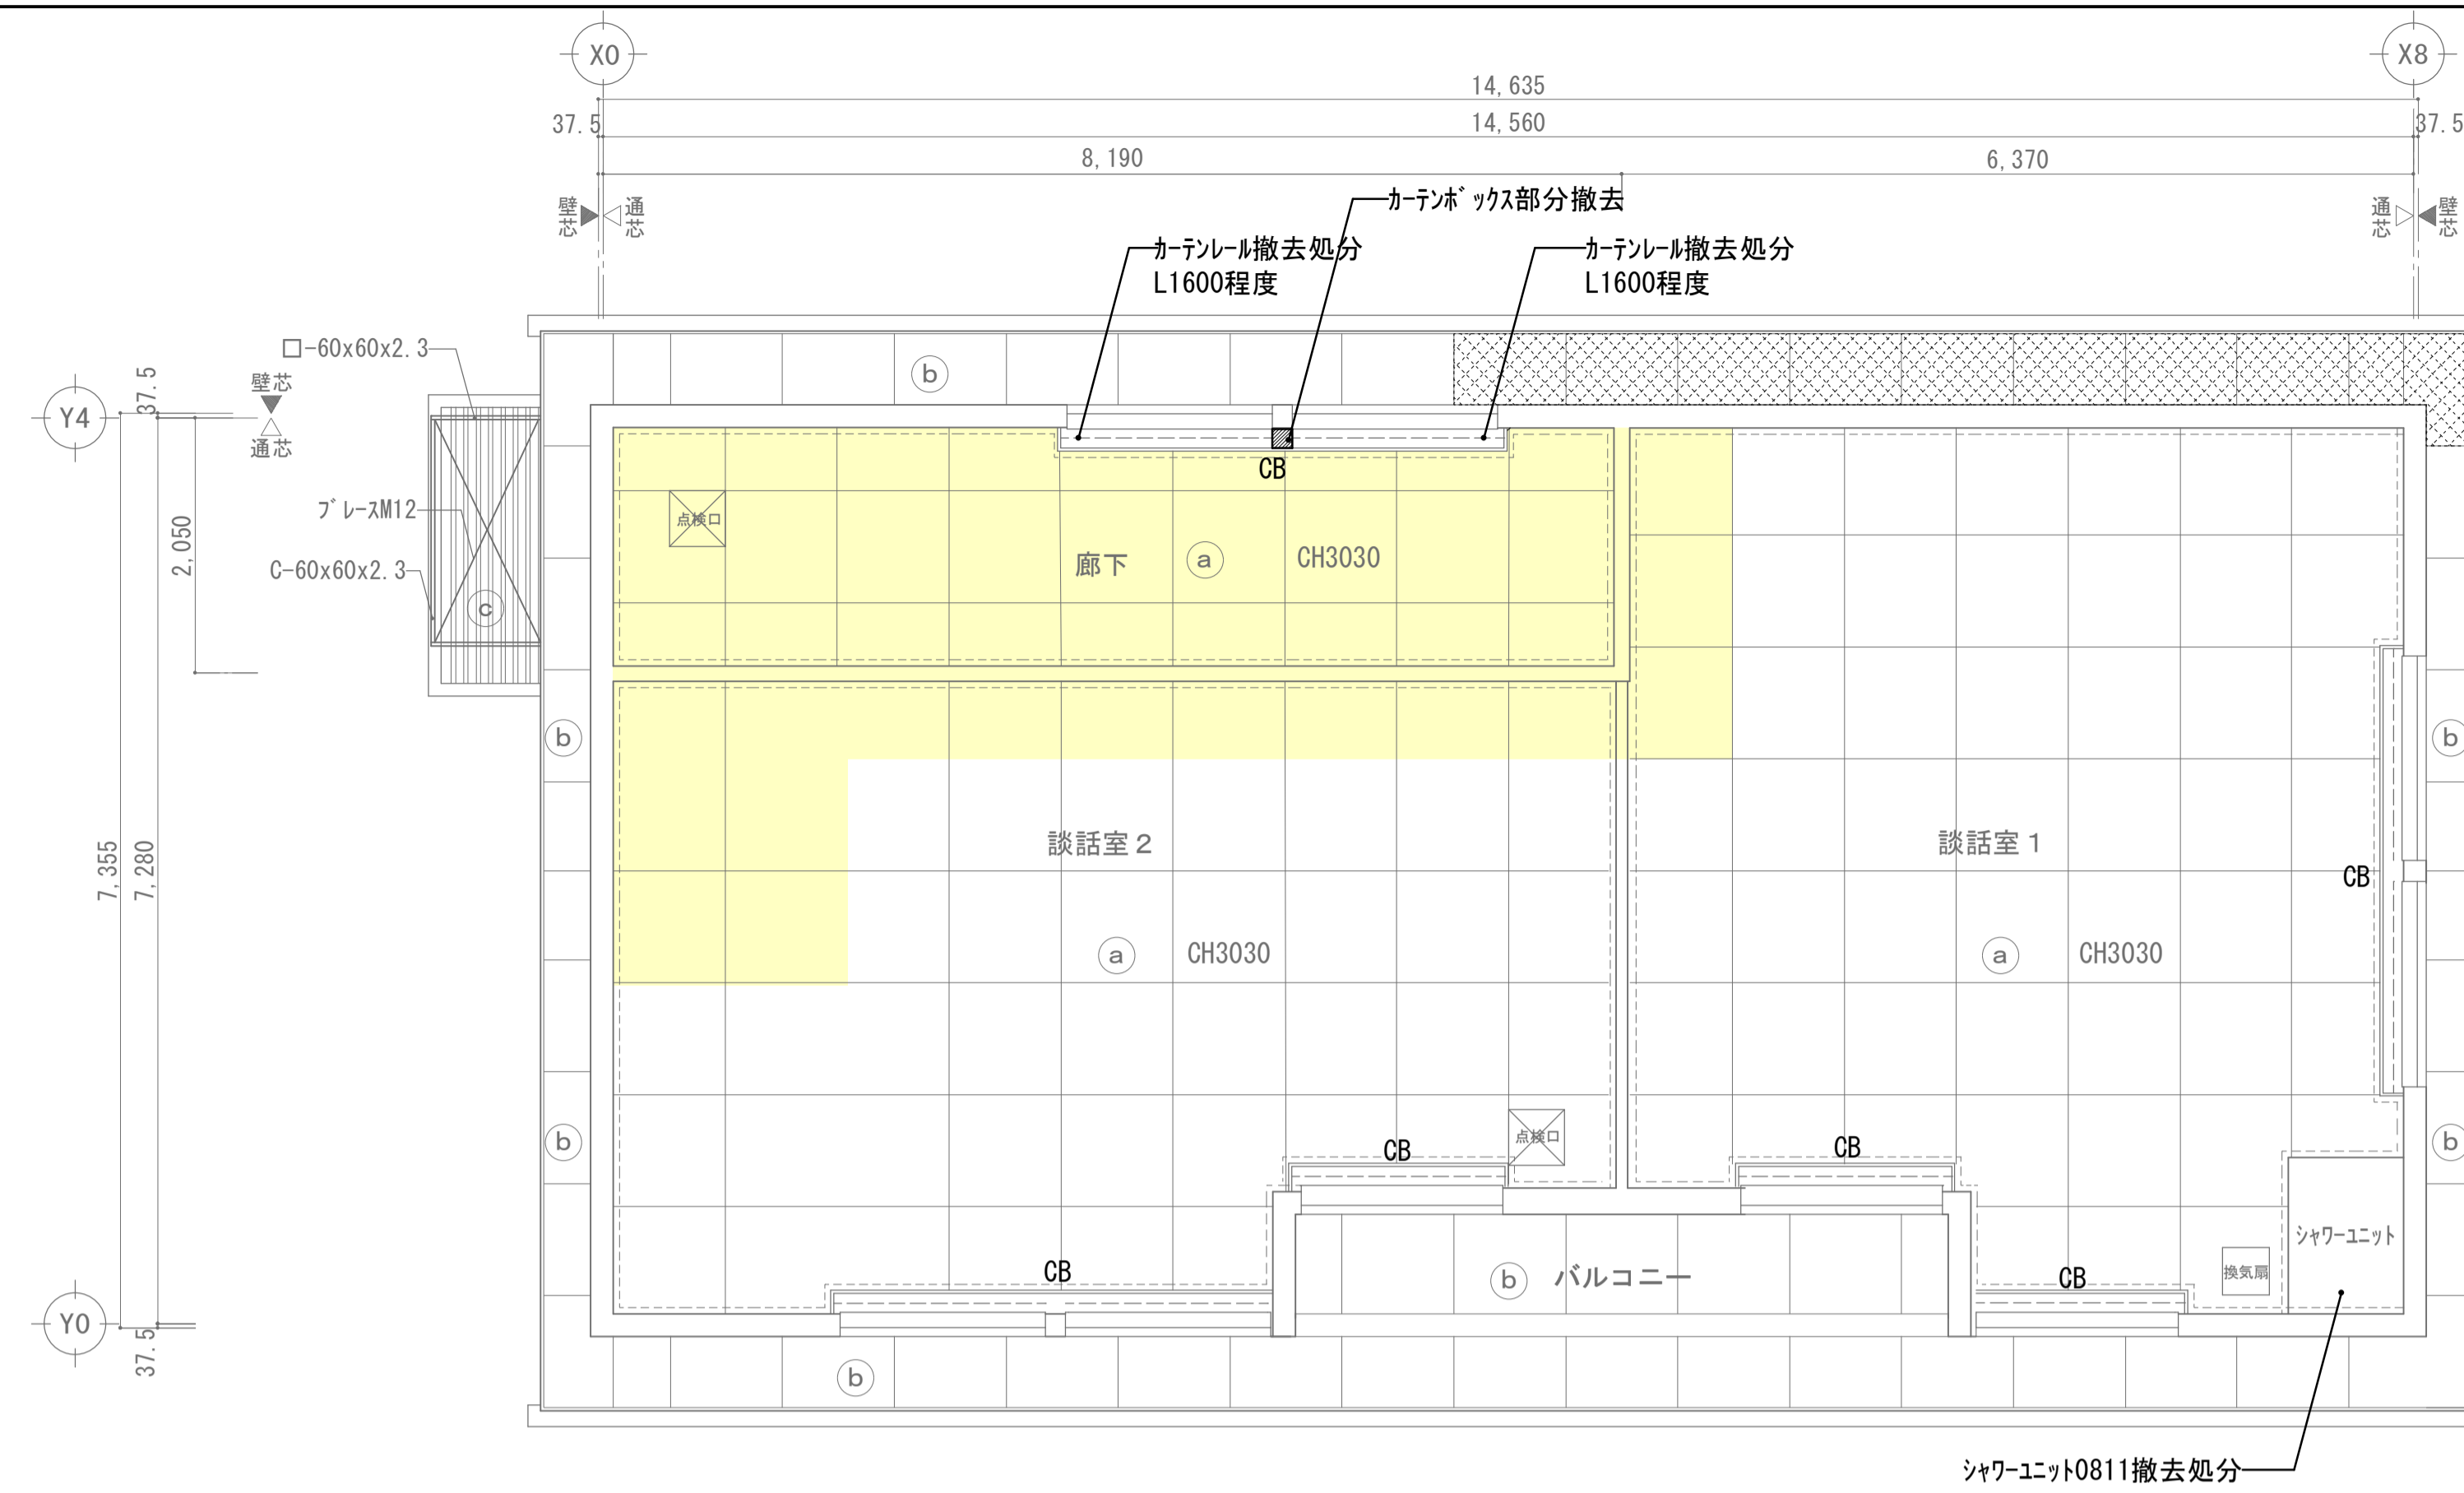 X0
X8
14,635
37.5
14,560
37.5
8,190
6,370
壁芯
通芯
通芯
壁芯
ｶｰﾃﾝﾎﾞｯｸｽ部分撤去
ｶｰﾃﾝﾚｰﾙ撤去処分
L1600程度
ｶｰﾃﾝﾚｰﾙ撤去処分
L1600程度
□-60x60x2.3
37.5
壁芯
通芯
Y4
b
CB
点検口
ﾌﾞﾚｰｽM12
2,050
C-60x60x2.3
c
廊下
a
CH3030
b
b
7,355
7,280
談話室2
談話室1
CB
a
CH3030
a
CH3030
b
b
点検口
CB
CB
CB
b
バルコニー
CB
換気扇
ｼｬﾜｰﾕﾆｯﾄ
Y0
37.5
b
ｼｬﾜｰﾕﾆｯﾄ0811撤去処分